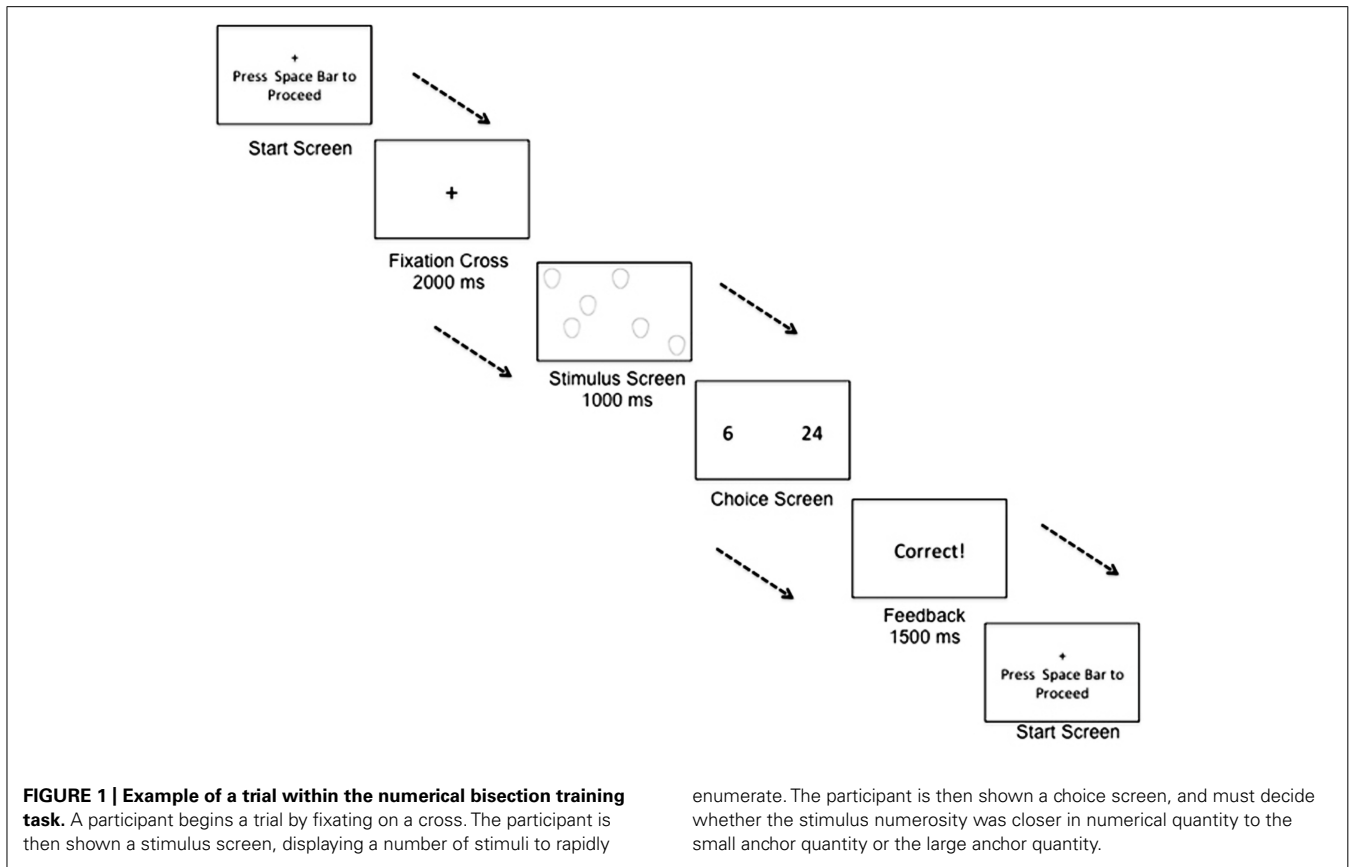 +
Press Space Bar to
Proceed
Start Screen
+
Fixation Cross
2000 ms
Stimulus Screen
1000 ms
6 24
Choice Screen
Correct!
Feedback
1500 ms
+
Press Space Bar to
Proceed
Start Screen
FIGURE 1 | Example of a trial within the numerical bisection training
task. A participant begins a trial by fixating on a cross. The participant is
then shown a stimulus screen, displaying a number of stimuli to rapidly
enumerate. The participant is then shown a choice screen, and must decide
whether the stimulus numerosity was closer in numerical quantity to the
small anchor quantity or the large anchor quantity.